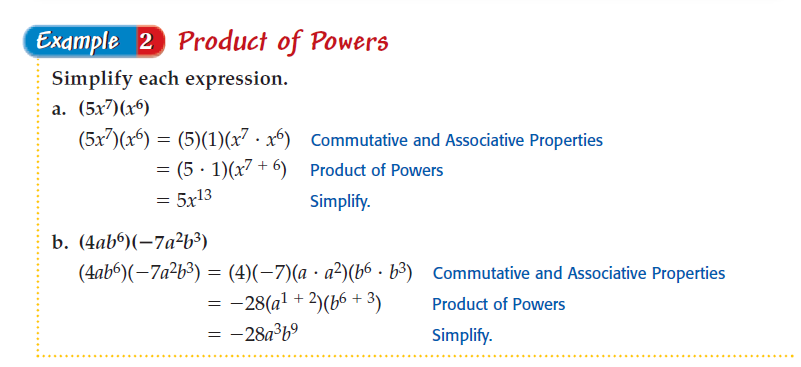 Example 2 Product of Powers
Simplify each expression.
a. (5x⁷)(x⁶)
(5x⁷)(x⁶) = (5)(1)(x⁷ · x⁶) Commutative and Associative Properties
= (5 · 1)(x⁷ ⁺ ⁶) Product of Powers
= 5x¹³ Simplify.
b. (4ab⁶)(−7a²b³)
(4ab⁶)(−7a²b³) = (4)(−7)(a · a²)(b⁶ · b³) Commutative and Associative Properties
= −28(a¹ ⁺ ²)(b⁶ ⁺ ³) Product of Powers
= −28a³b⁹ Simplify.